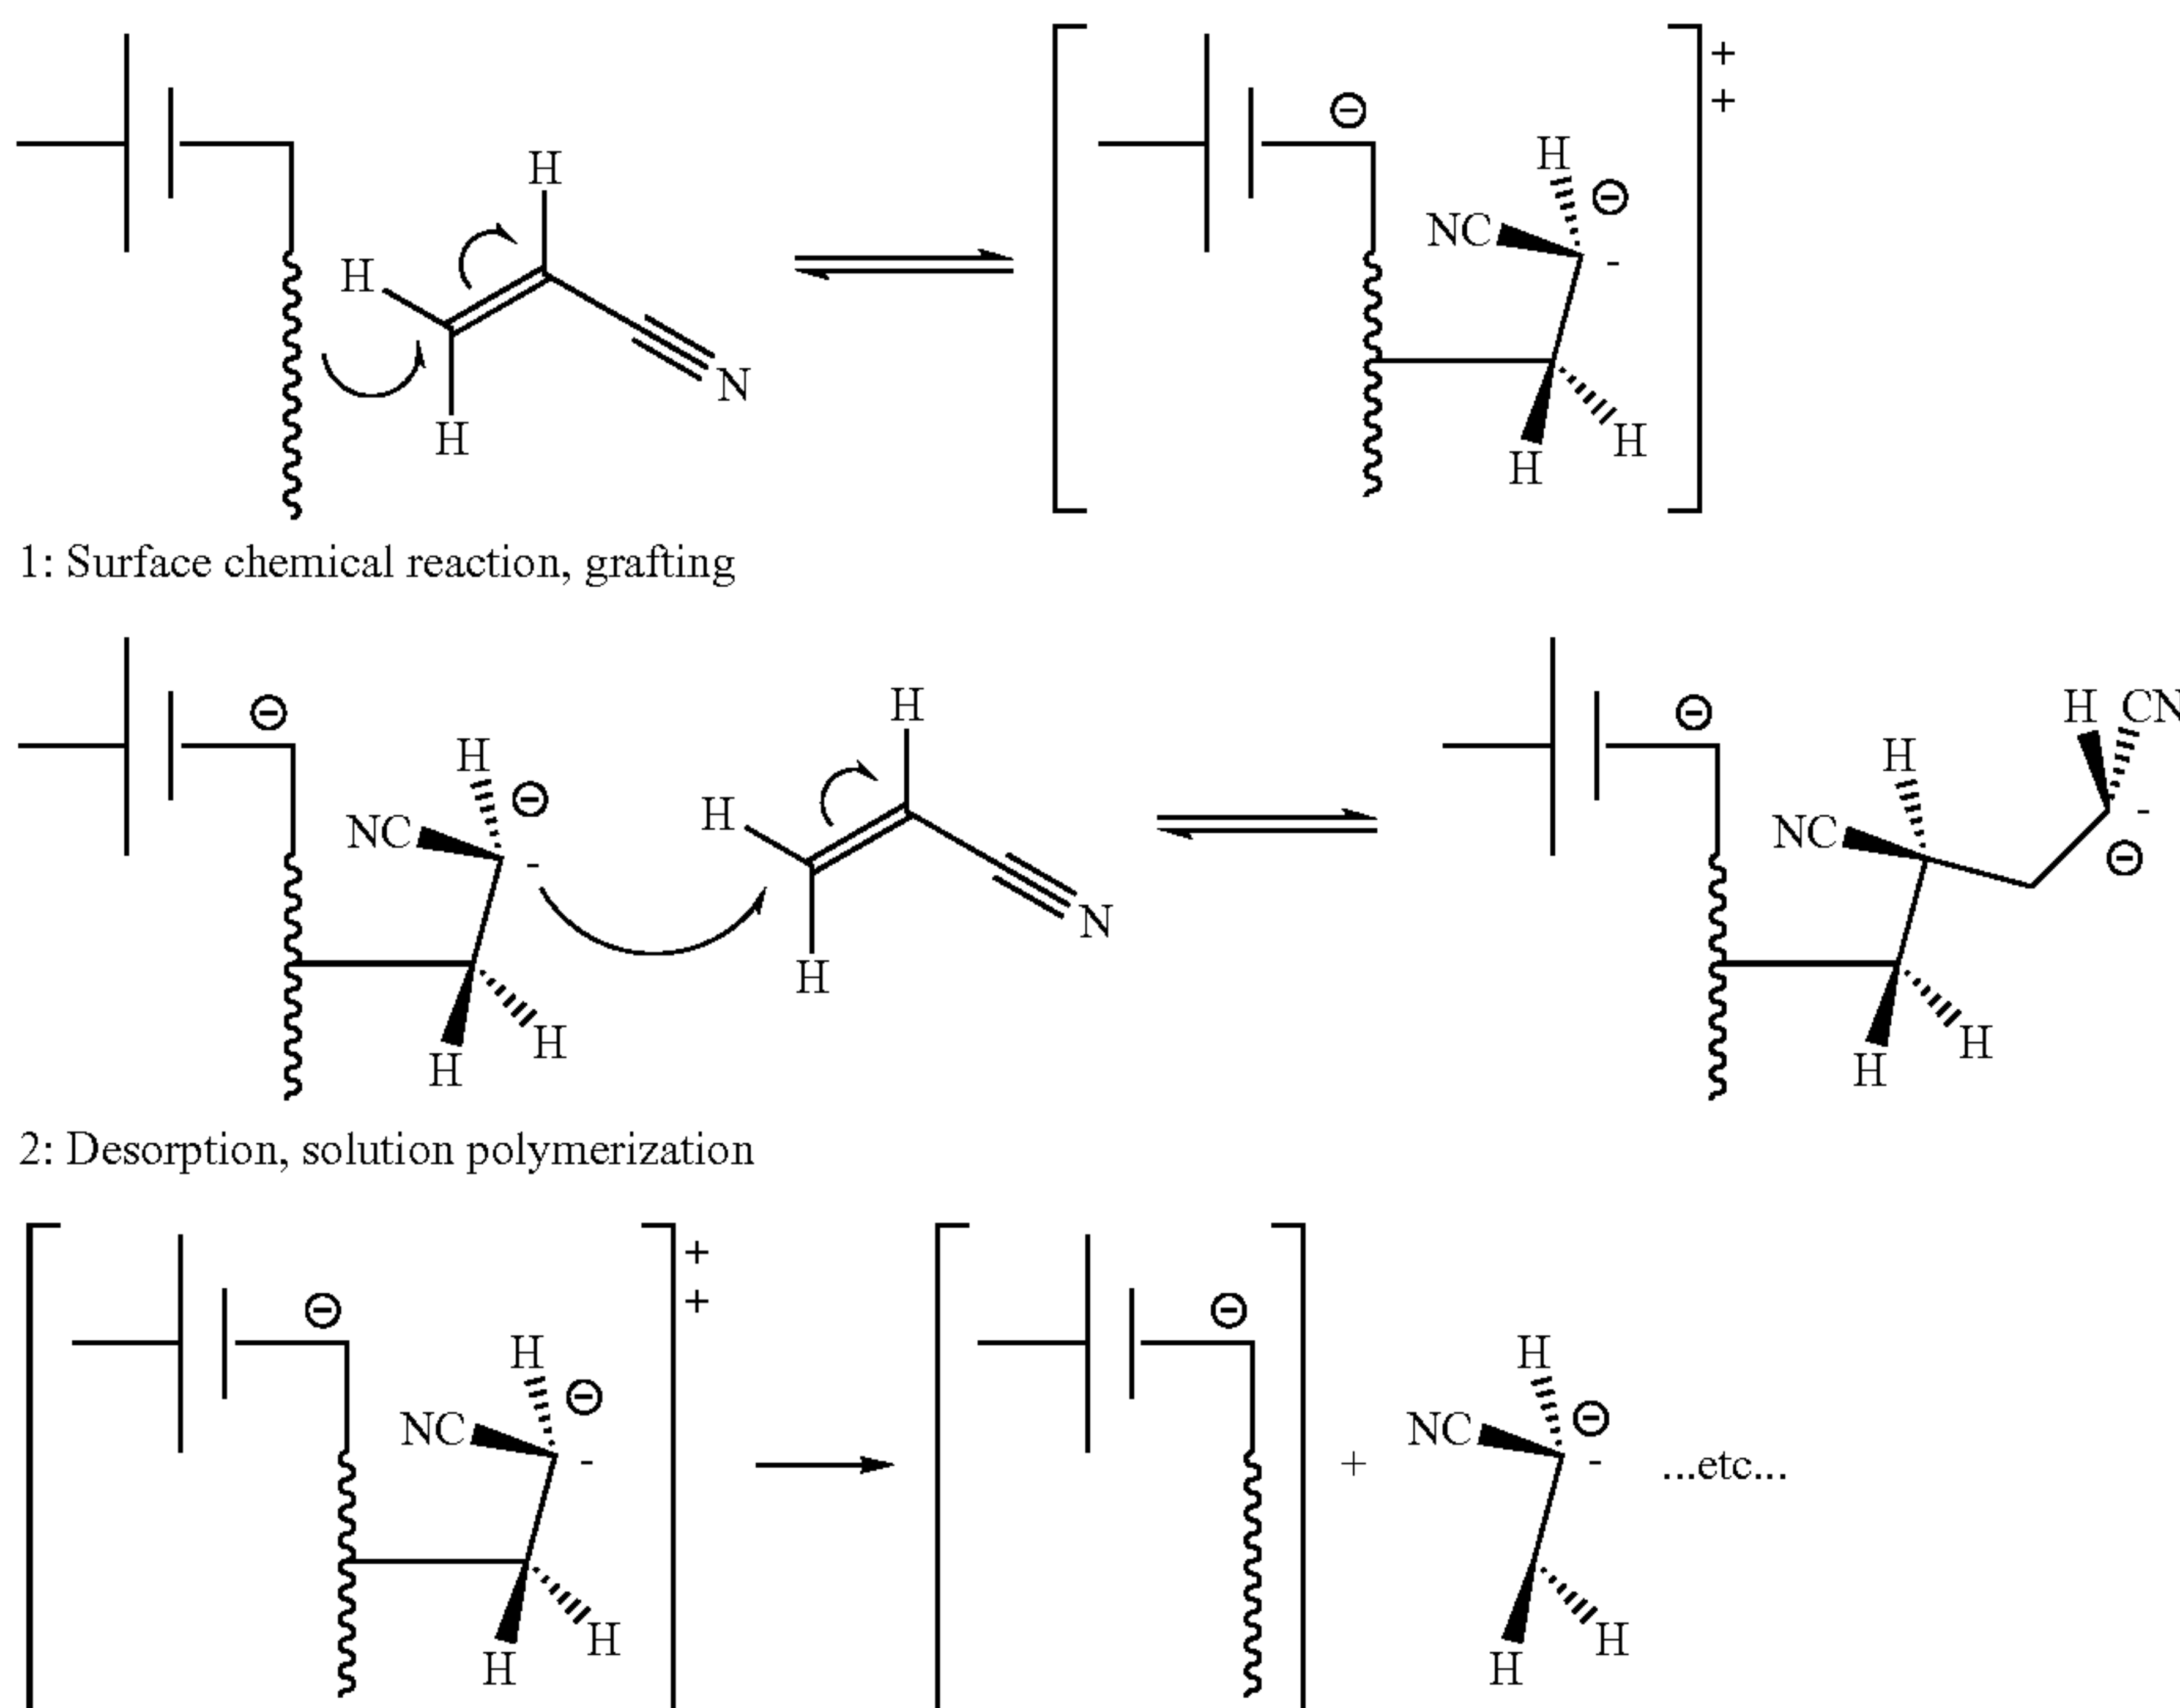 H
H
H
N
⊖
H
⊖
NC
-
H
H
+
+
1: Surface chemical reaction, grafting
⊖
H
⊖
NC
-
H
H
H
H
H
N
⊖
H
NC
H
CN
-
⊖
H
H
2: Desorption, solution polymerization
⊖
H
⊖
NC
-
H
H
+
+
⊖
+
H
⊖
NC
-
H
H
...etc...